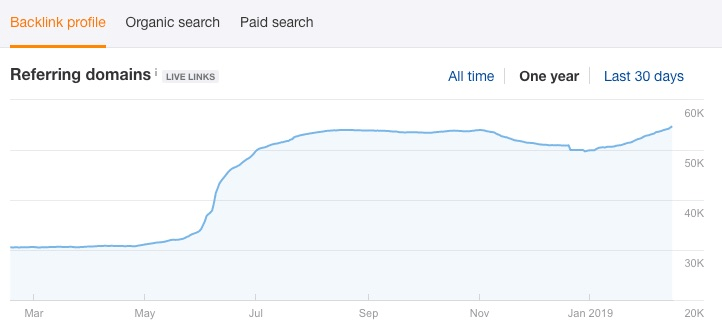 Backlink profile Organic search Paid search
Referring domains i LIVE LINKS All time One year Last 30 days
60K
50K
40K
30K
20K
Mar May Jul Sep Nov Jan 2019